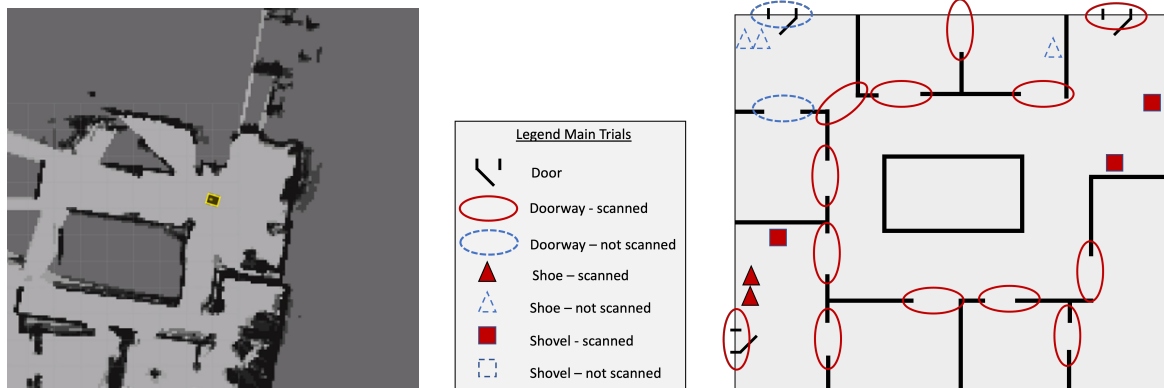 Legend Main Trials
Door
Doorway - scanned
Doorway – not scanned
Shoe – scanned
Shoe – not scanned
Shovel - scanned
Shovel – not scanned